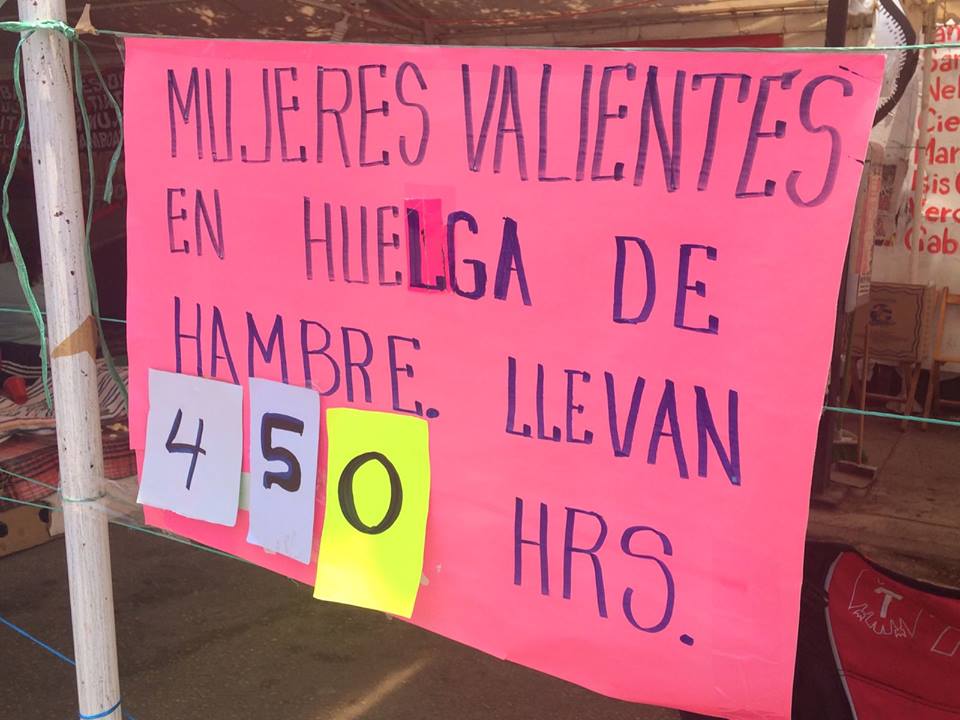 MUJERES VALIENTES
EN HUELGA DE
HAMBRE. LLEVAN
450 HRS.